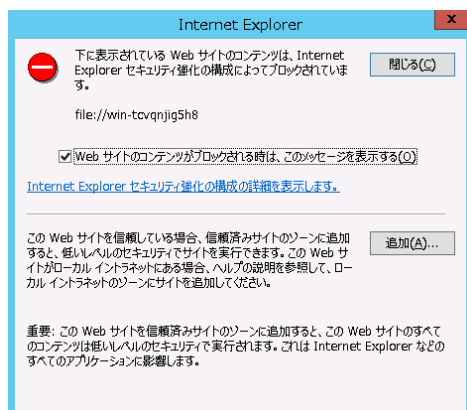 Internet Explorer
x
下に表示されている Web サイトのコンテンツは、Internet
Explorer セキュリティ強化の構成によってブロックされていま
す。
閉じる(C)
file://win-tcvqnjig5h8
Web サイトのコンテンツがブロックされる時は、このメッセージを表示する(O)
Internet Explorer セキュリティ強化の構成の詳細を表示します。
この Web サイトを信頼している場合、信頼済みサイトのゾーンに追加
すると、低いレベルのセキュリティでサイトを実行できます。この Web サ
イトがローカル イントラネットにある場合、ヘルプの説明を参照して、ロー
カル イントラネットのゾーンにサイトを追加してください。
追加(A)...
重要: この Web サイトを信頼済みサイトのゾーンに追加すると、この Web サイトのすべて
のコンテンツは低いレベルのセキュリティで実行されます。これは Internet Explorer などの
すべてのアプリケーションに影響します。